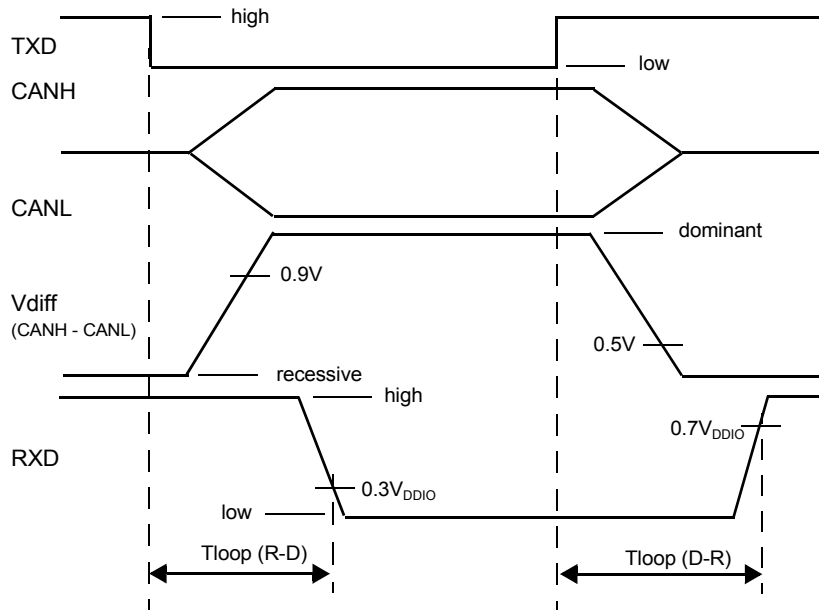 high
TXD
low
CANH
CANL
dominant
0.9V
Vdiff
(CANH - CANL)
0.5V
recessive
high
0.7VDDIO
RXD
0.3VDDIO
low
Tloop (R-D)
Tloop (D-R)